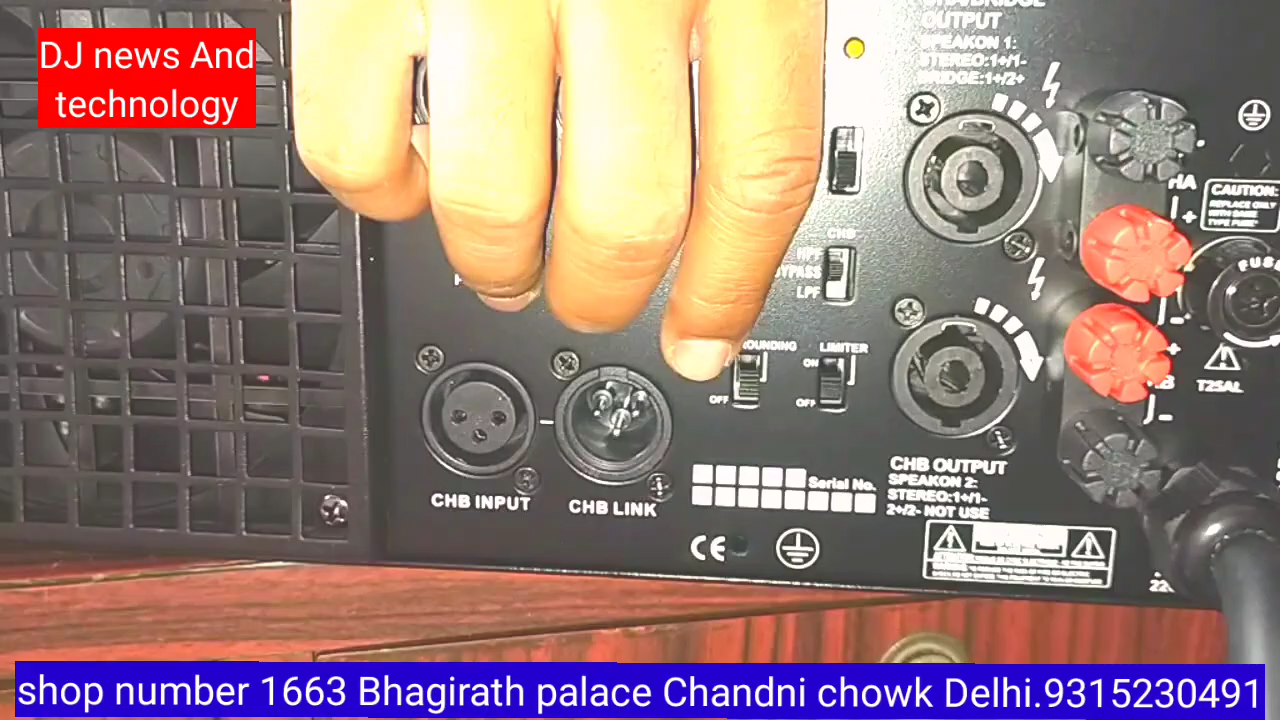 DJ news And
technology
OUTPUT
SPEAKON 1:
STEREO:1+/1-
BRIDGE:1+/2+
CHB
BYPASS
LPF
CAUTION:
REPLACE ONLY
WITH SAME
TYPE FUSE
FUSE
T25AL
LIMITER
ON
OFF
OFF
CHB INPUT
CHB LINK
Serial No.
CHB OUTPUT
SPEAKON 2:
STEREO:1+/1-
2+/2- NOT USE
CE
shop number 1663 Bhagirath palace Chandni chowk Delhi.9315230491